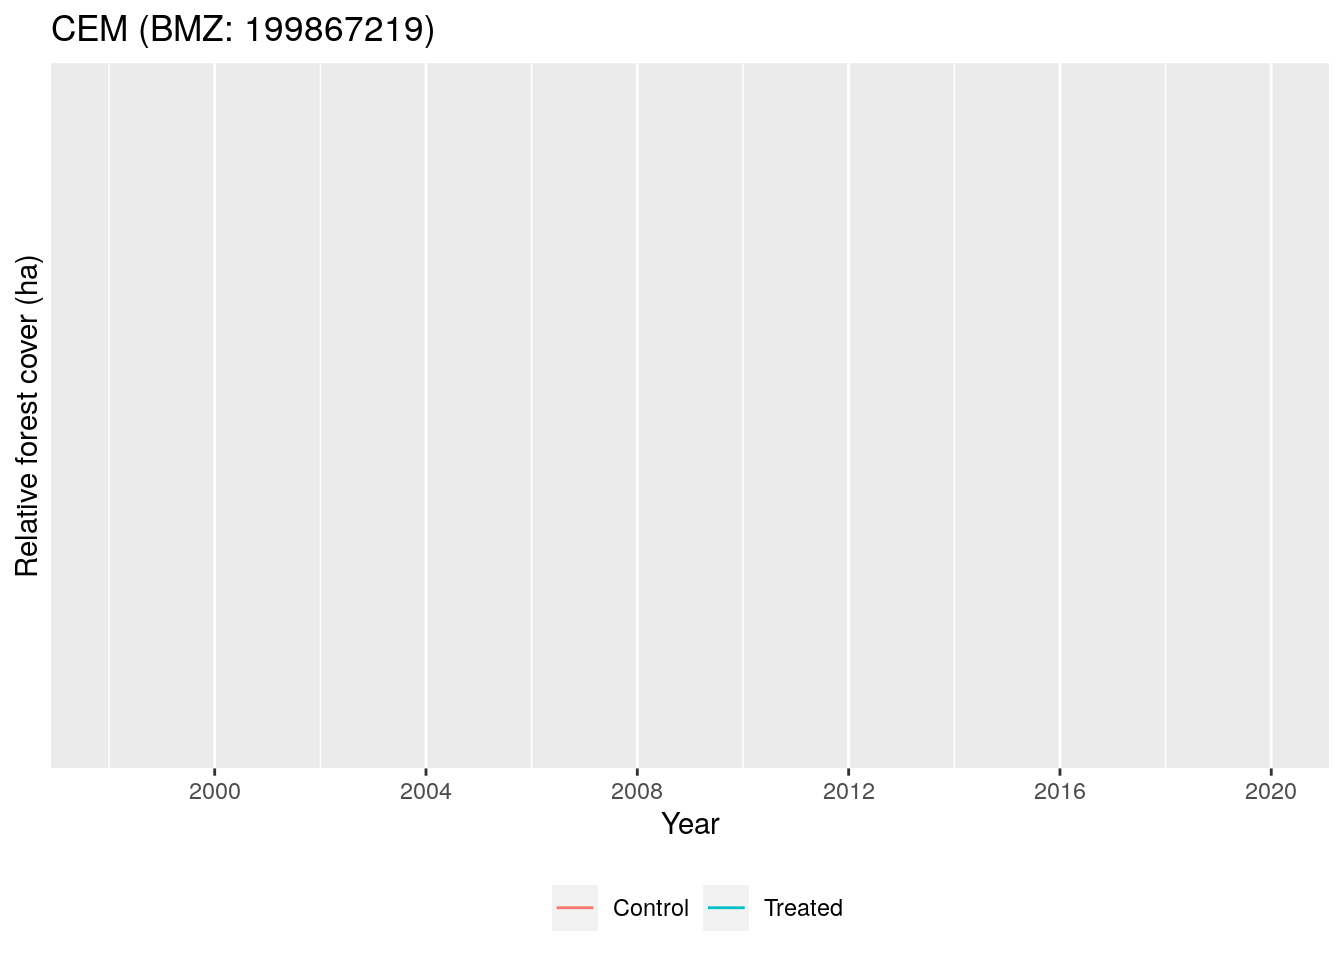 CEM (BMZ: 199867219)
Relative forest cover (ha)
2000 2004 2008 2012 2016 2020
Year
Control Treated